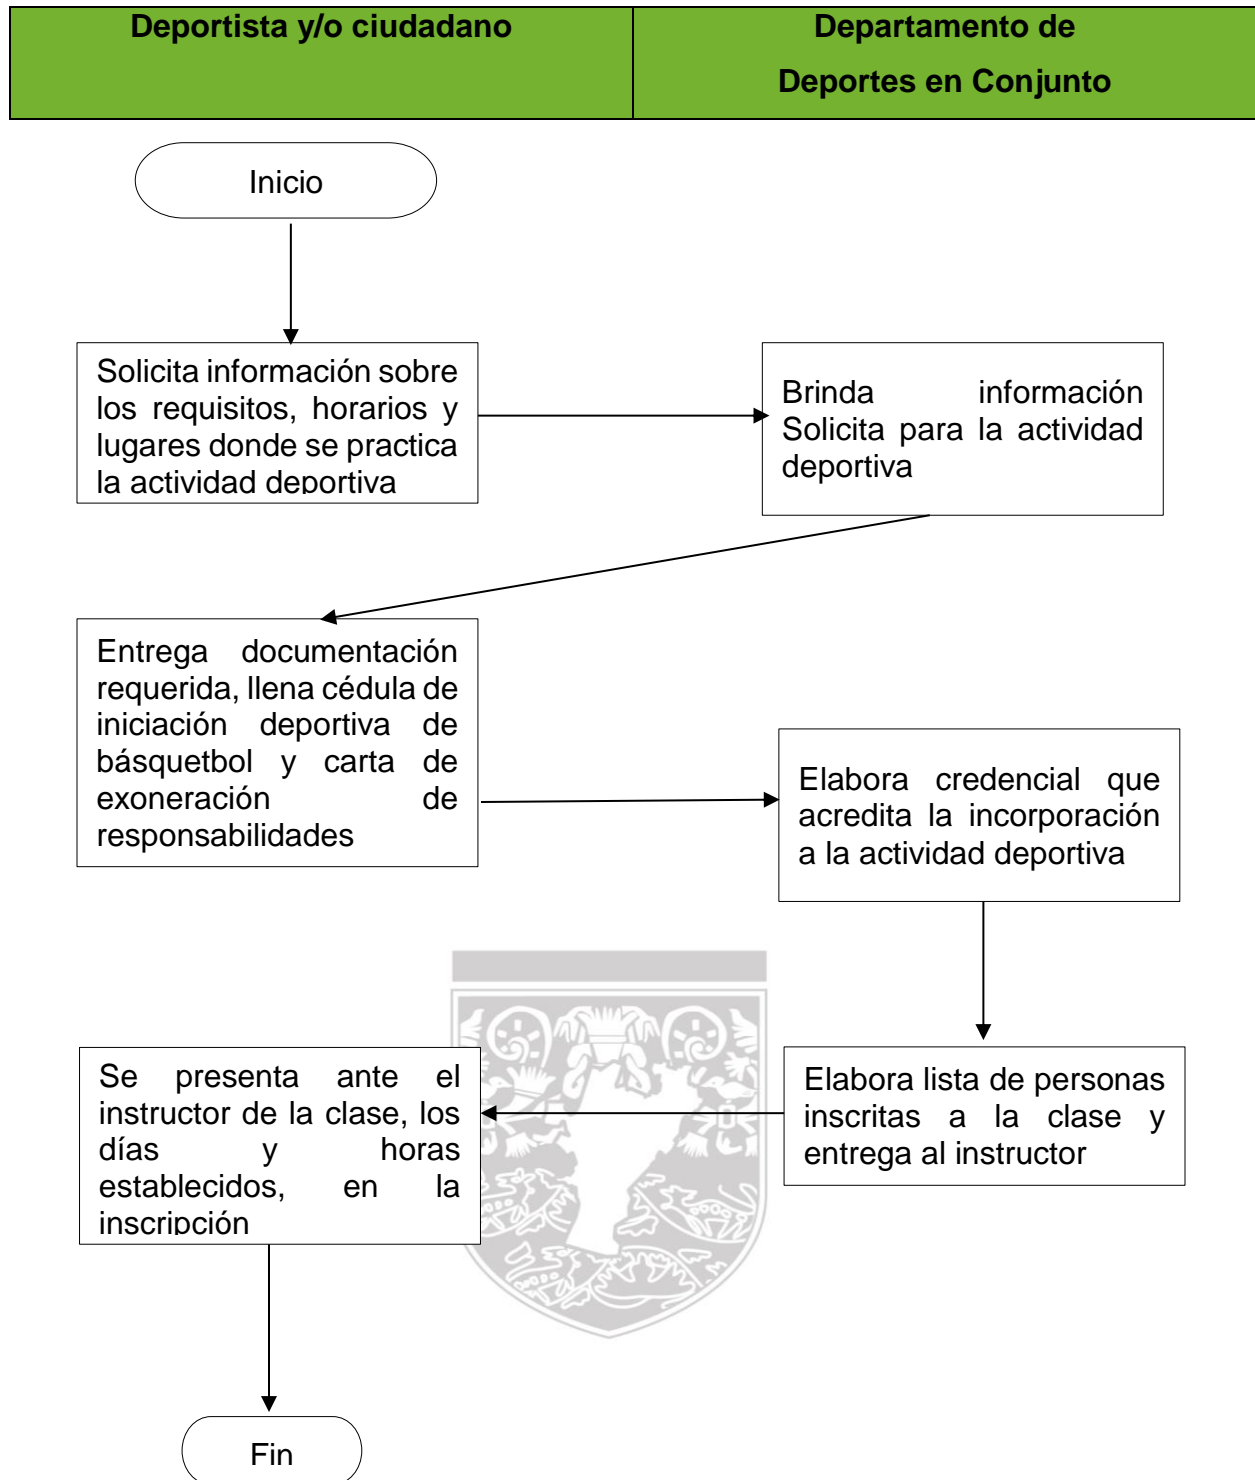 Deportista y/o ciudadano
Departamento de
Deportes en Conjunto
Inicio
Solicita información sobre
los requisitos, horarios y
lugares donde se practica
la actividad deportiva
Brinda información
Solicita para la actividad
deportiva
Entrega documentación
requerida, llena cédula de
iniciación deportiva de
básquetbol y carta de
exoneración de
responsabilidades
Elabora credencial que
acredita la incorporación
a la actividad deportiva
Elabora lista de personas
inscritas a la clase y
entrega al instructor
Se presenta ante el
instructor de la clase, los
días y horas
establecidos, en la
inscripción
Fin